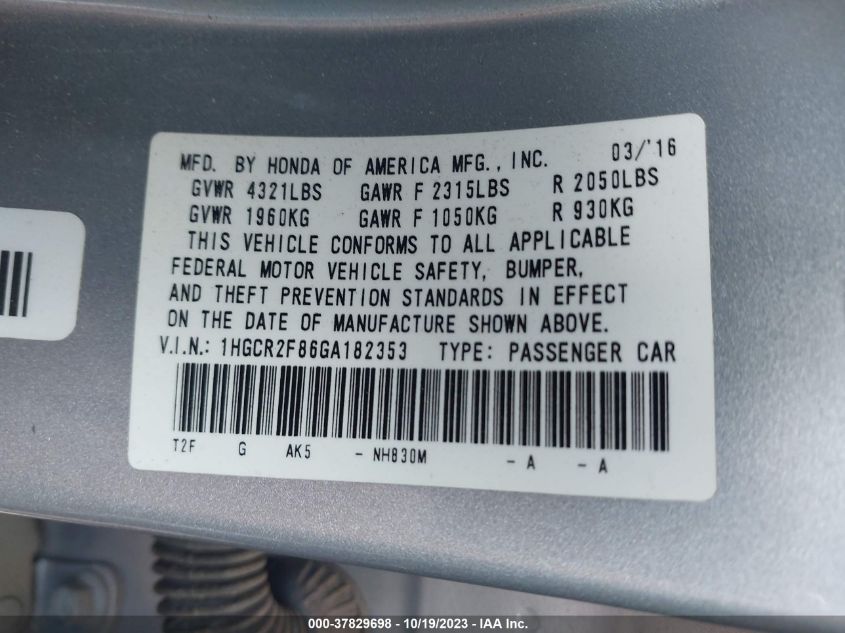 MFD. BY HONDA OF AMERICA MFG., INC. 03/'16
GVWR 4321LBS GAWR F 2315LBS R 2050LBS
GVWR 1960KG GAWR F 1050KG R 930KG
THIS VEHICLE CONFORMS TO ALL APPLICABLE
FEDERAL MOTOR VEHICLE SAFETY, BUMPER,
AND THEFT PREVENTION STANDARDS IN EFFECT
ON THE DATE OF MANUFACTURE SHOWN ABOVE.
V.I.N.: 1HGCR2F86GA182353 TYPE: PASSENGER CAR
T2F G AK5 - NH830M - A - A
000-37829698 - 10/19/2023 - IAA Inc.